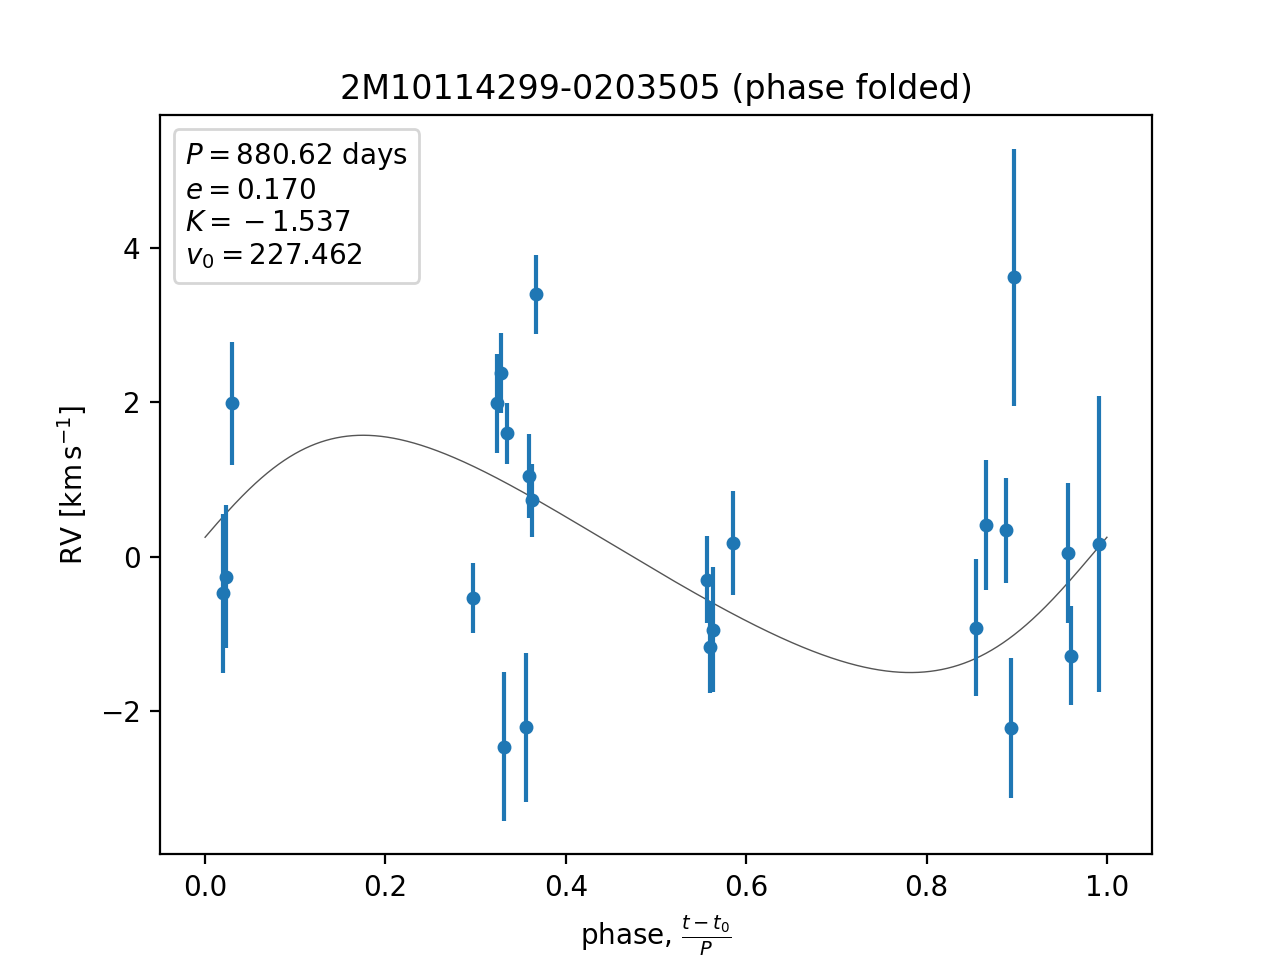 2M10114299-0203505 (phase folded)
P = 880.62 days
e = 0.170
K = −1.537
v₀ = 227.462
4
2
0
−2
RV [km s⁻¹]
0.0 0.2 0.4 0.6 0.8 1.0
phase, (t − t₀)/P